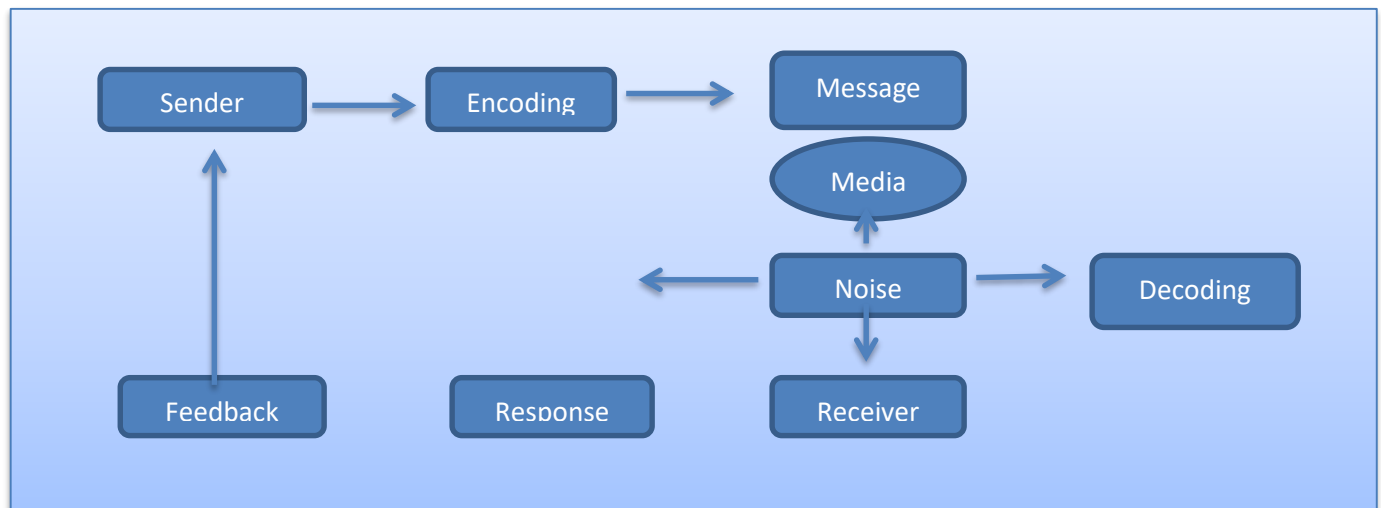 Sender
Encoding
Message
Media
Noise
Decoding
Feedback
Response
Receiver